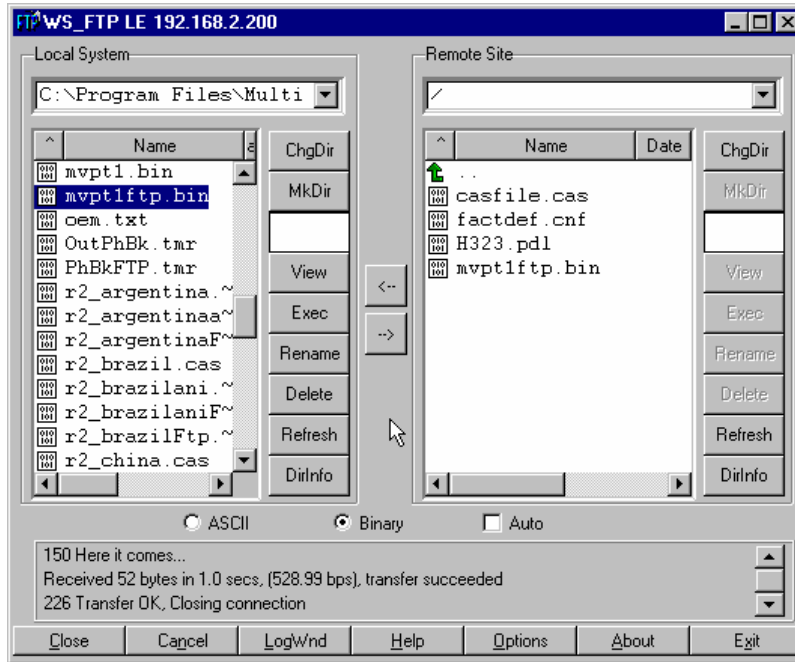 WS_FTP LE 192.168.2.200
Local System
C:\Program Files\Multi
^ Name a
mvpt1.bin
mvpt1ftp.bin
oem.txt
OutPhBk.tmr
PhBkFTP.tmr
r2_argentina.~
r2_argentinaa~
r2_argentinaF~
r2_brazil.cas
r2_brazilani.~
r2_brazilaniF~
r2_brazilFtp.~
r2_china.cas
ChgDir
MkDir
View
Exec
Rename
Delete
Refresh
DirInfo
<--
-->
Remote Site
/
^ Name Date
..
casfile.cas
factdef.cnf
H323.pdl
mvpt1ftp.bin
ChgDir
MkDir
View
Exec
Rename
Delete
Refresh
DirInfo
ASCII Binary Auto
150 Here it comes...
Received 52 bytes in 1.0 secs, (528.99 bps), transfer succeeded
226 Transfer OK, Closing connection
Close Cancel LogWnd Help Options About Exit